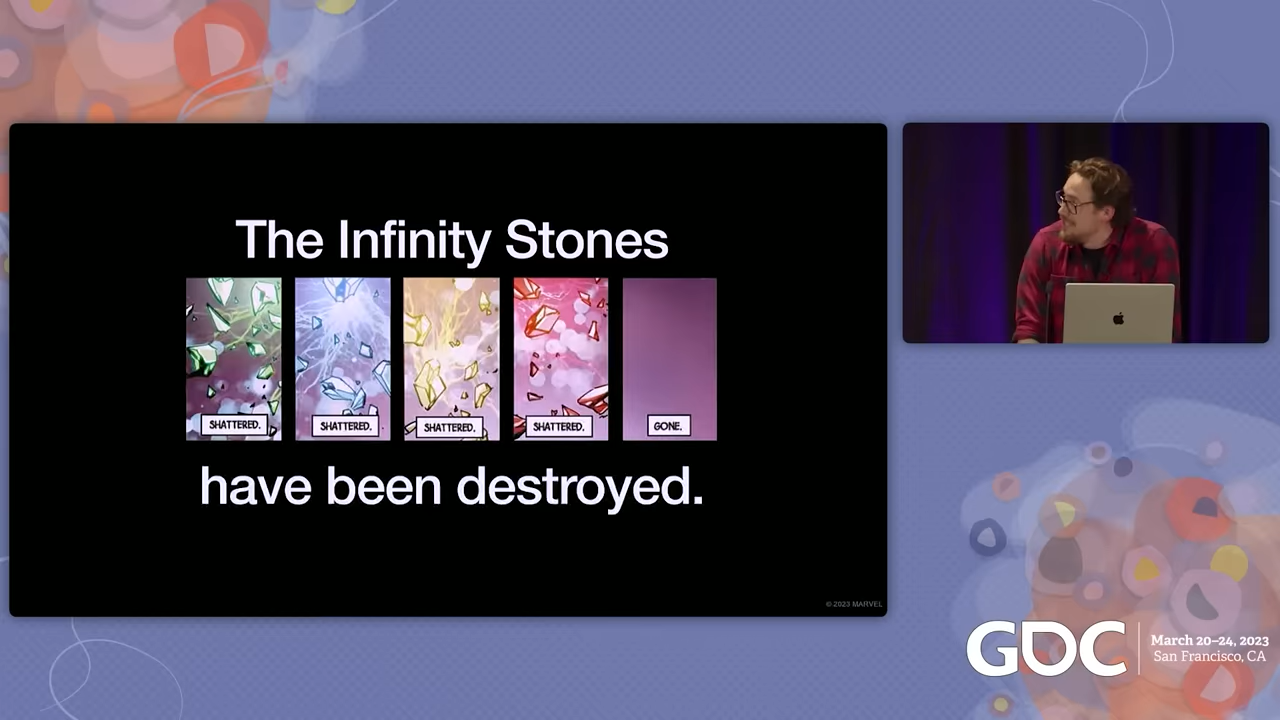 The Infinity Stones
SHATTERED.
SHATTERED.
SHATTERED.
SHATTERED.
GONE.
have been destroyed.
© 2023 MARVEL
GDC
March 20–24, 2023
San Francisco, CA